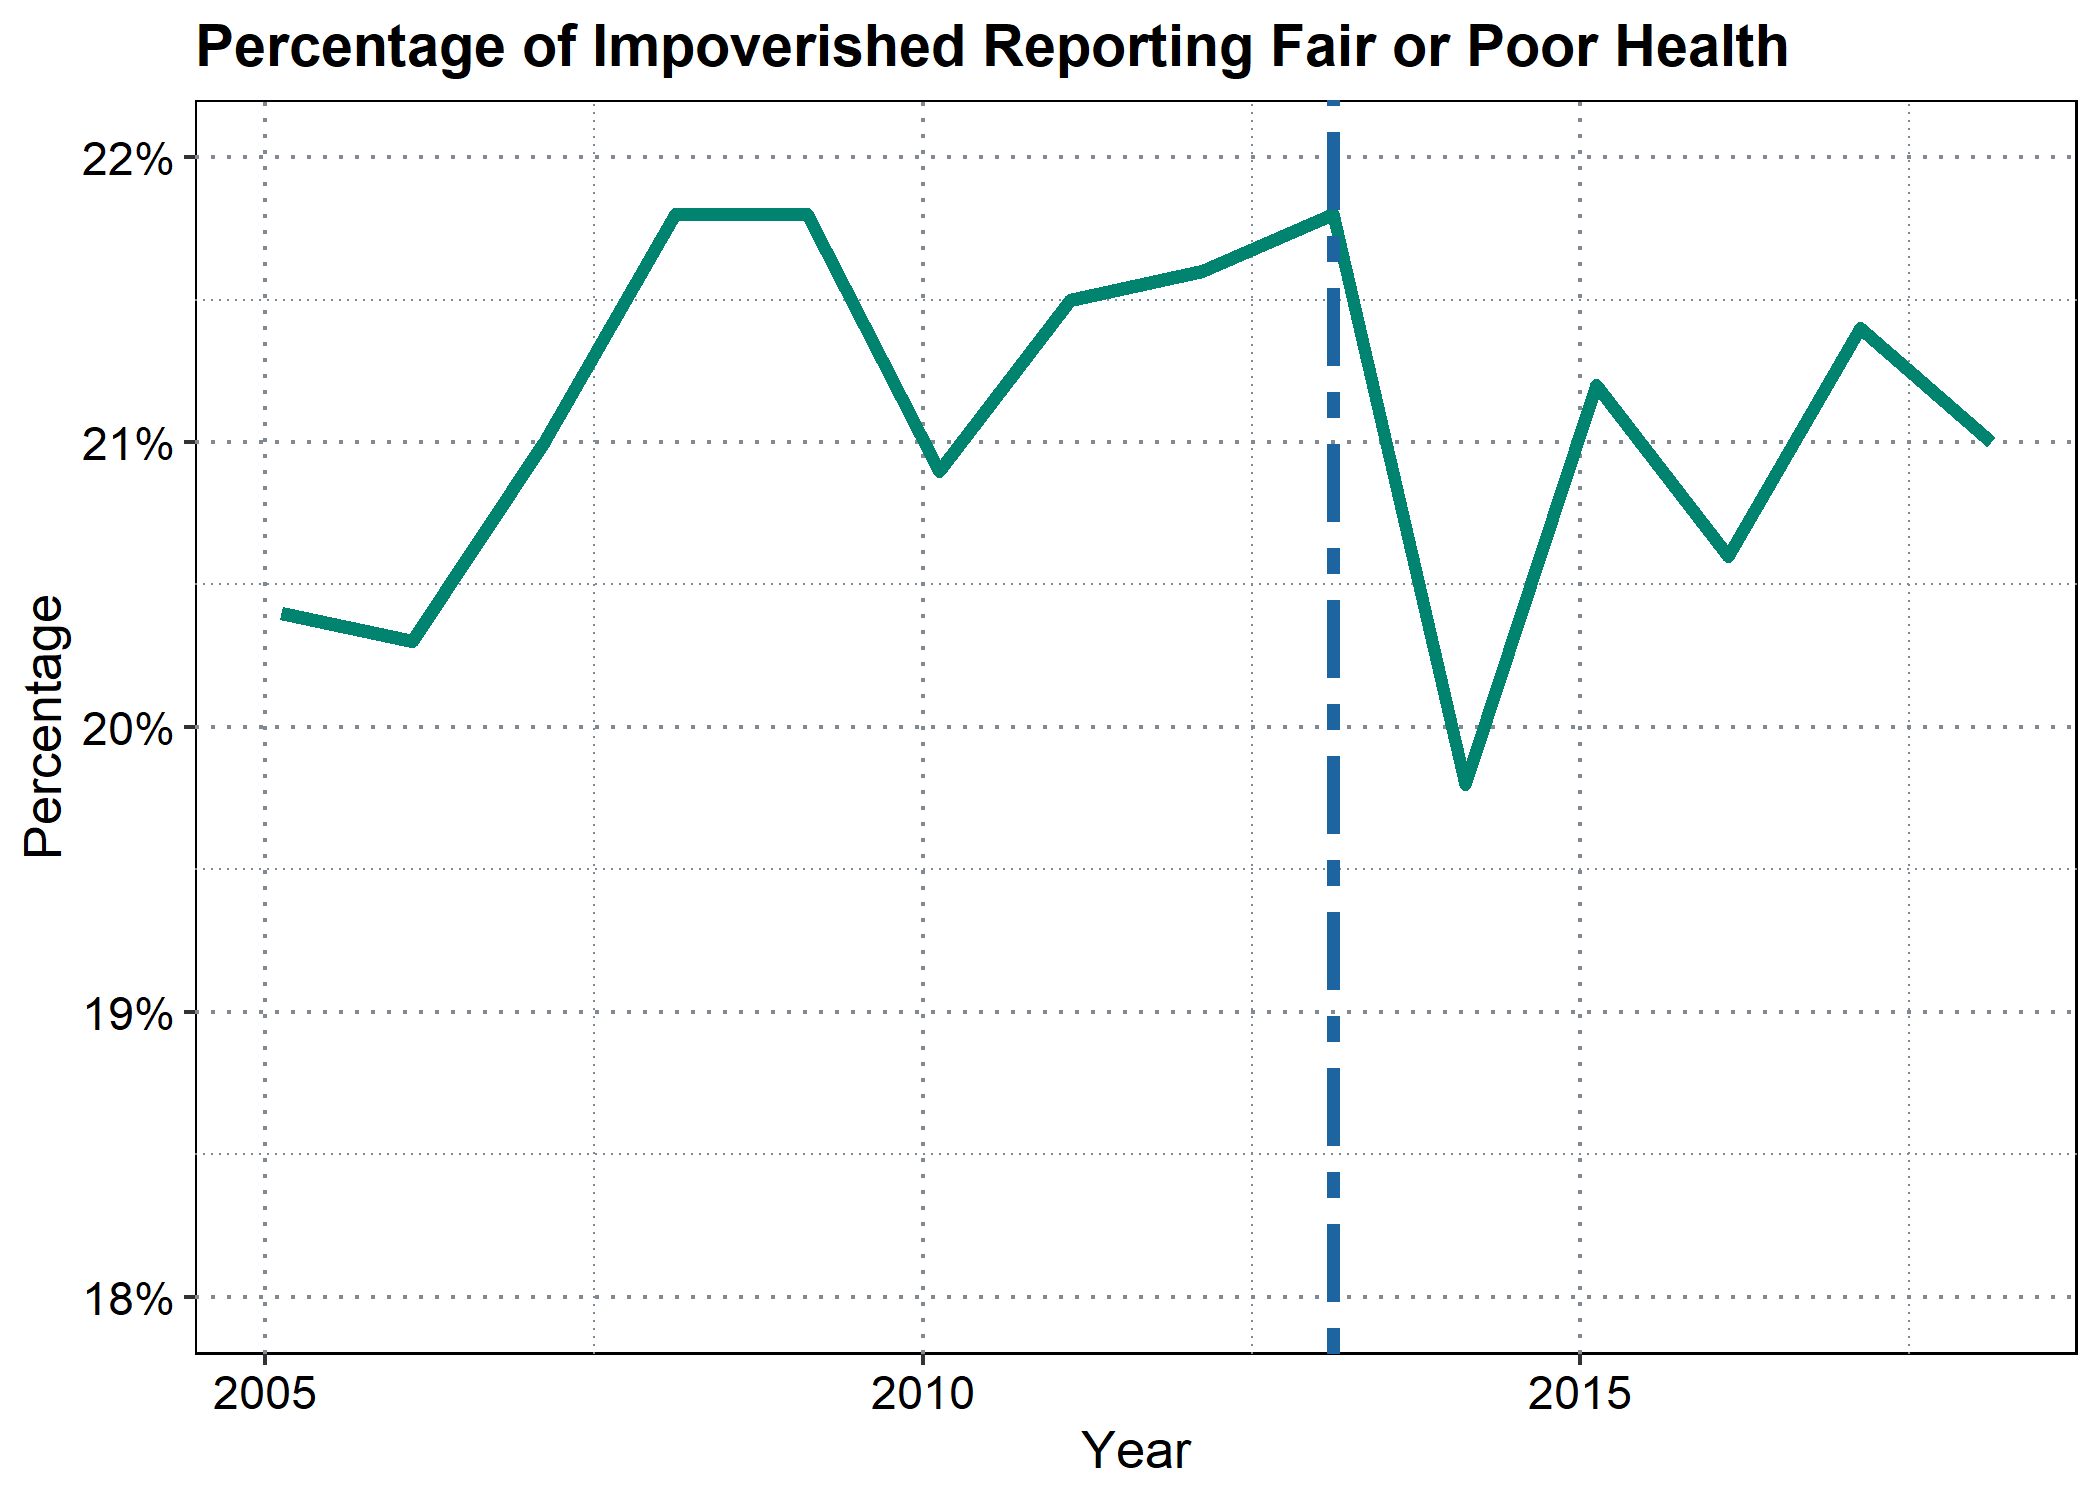 Percentage of Impoverished Reporting Fair or Poor Health
22%
21%
20%
19%
18%
Percentage
2005 2010 2015
Year